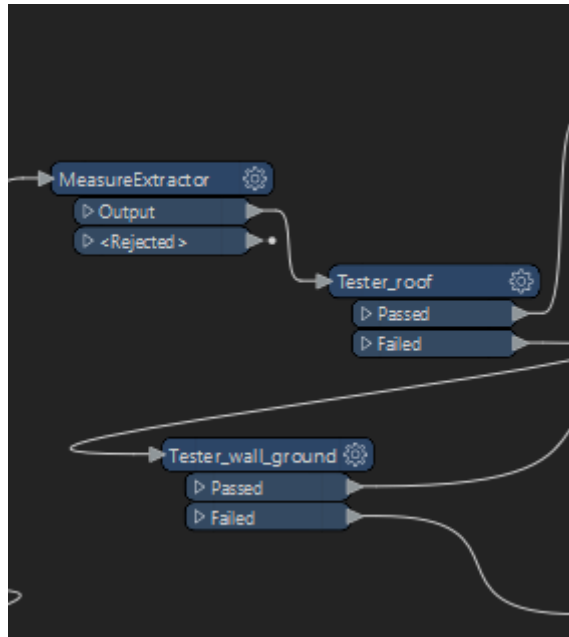 MeasureExtractor
Output
<Rejected>
Tester_roof
Passed
Failed
Tester_wall_ground
Passed
Failed